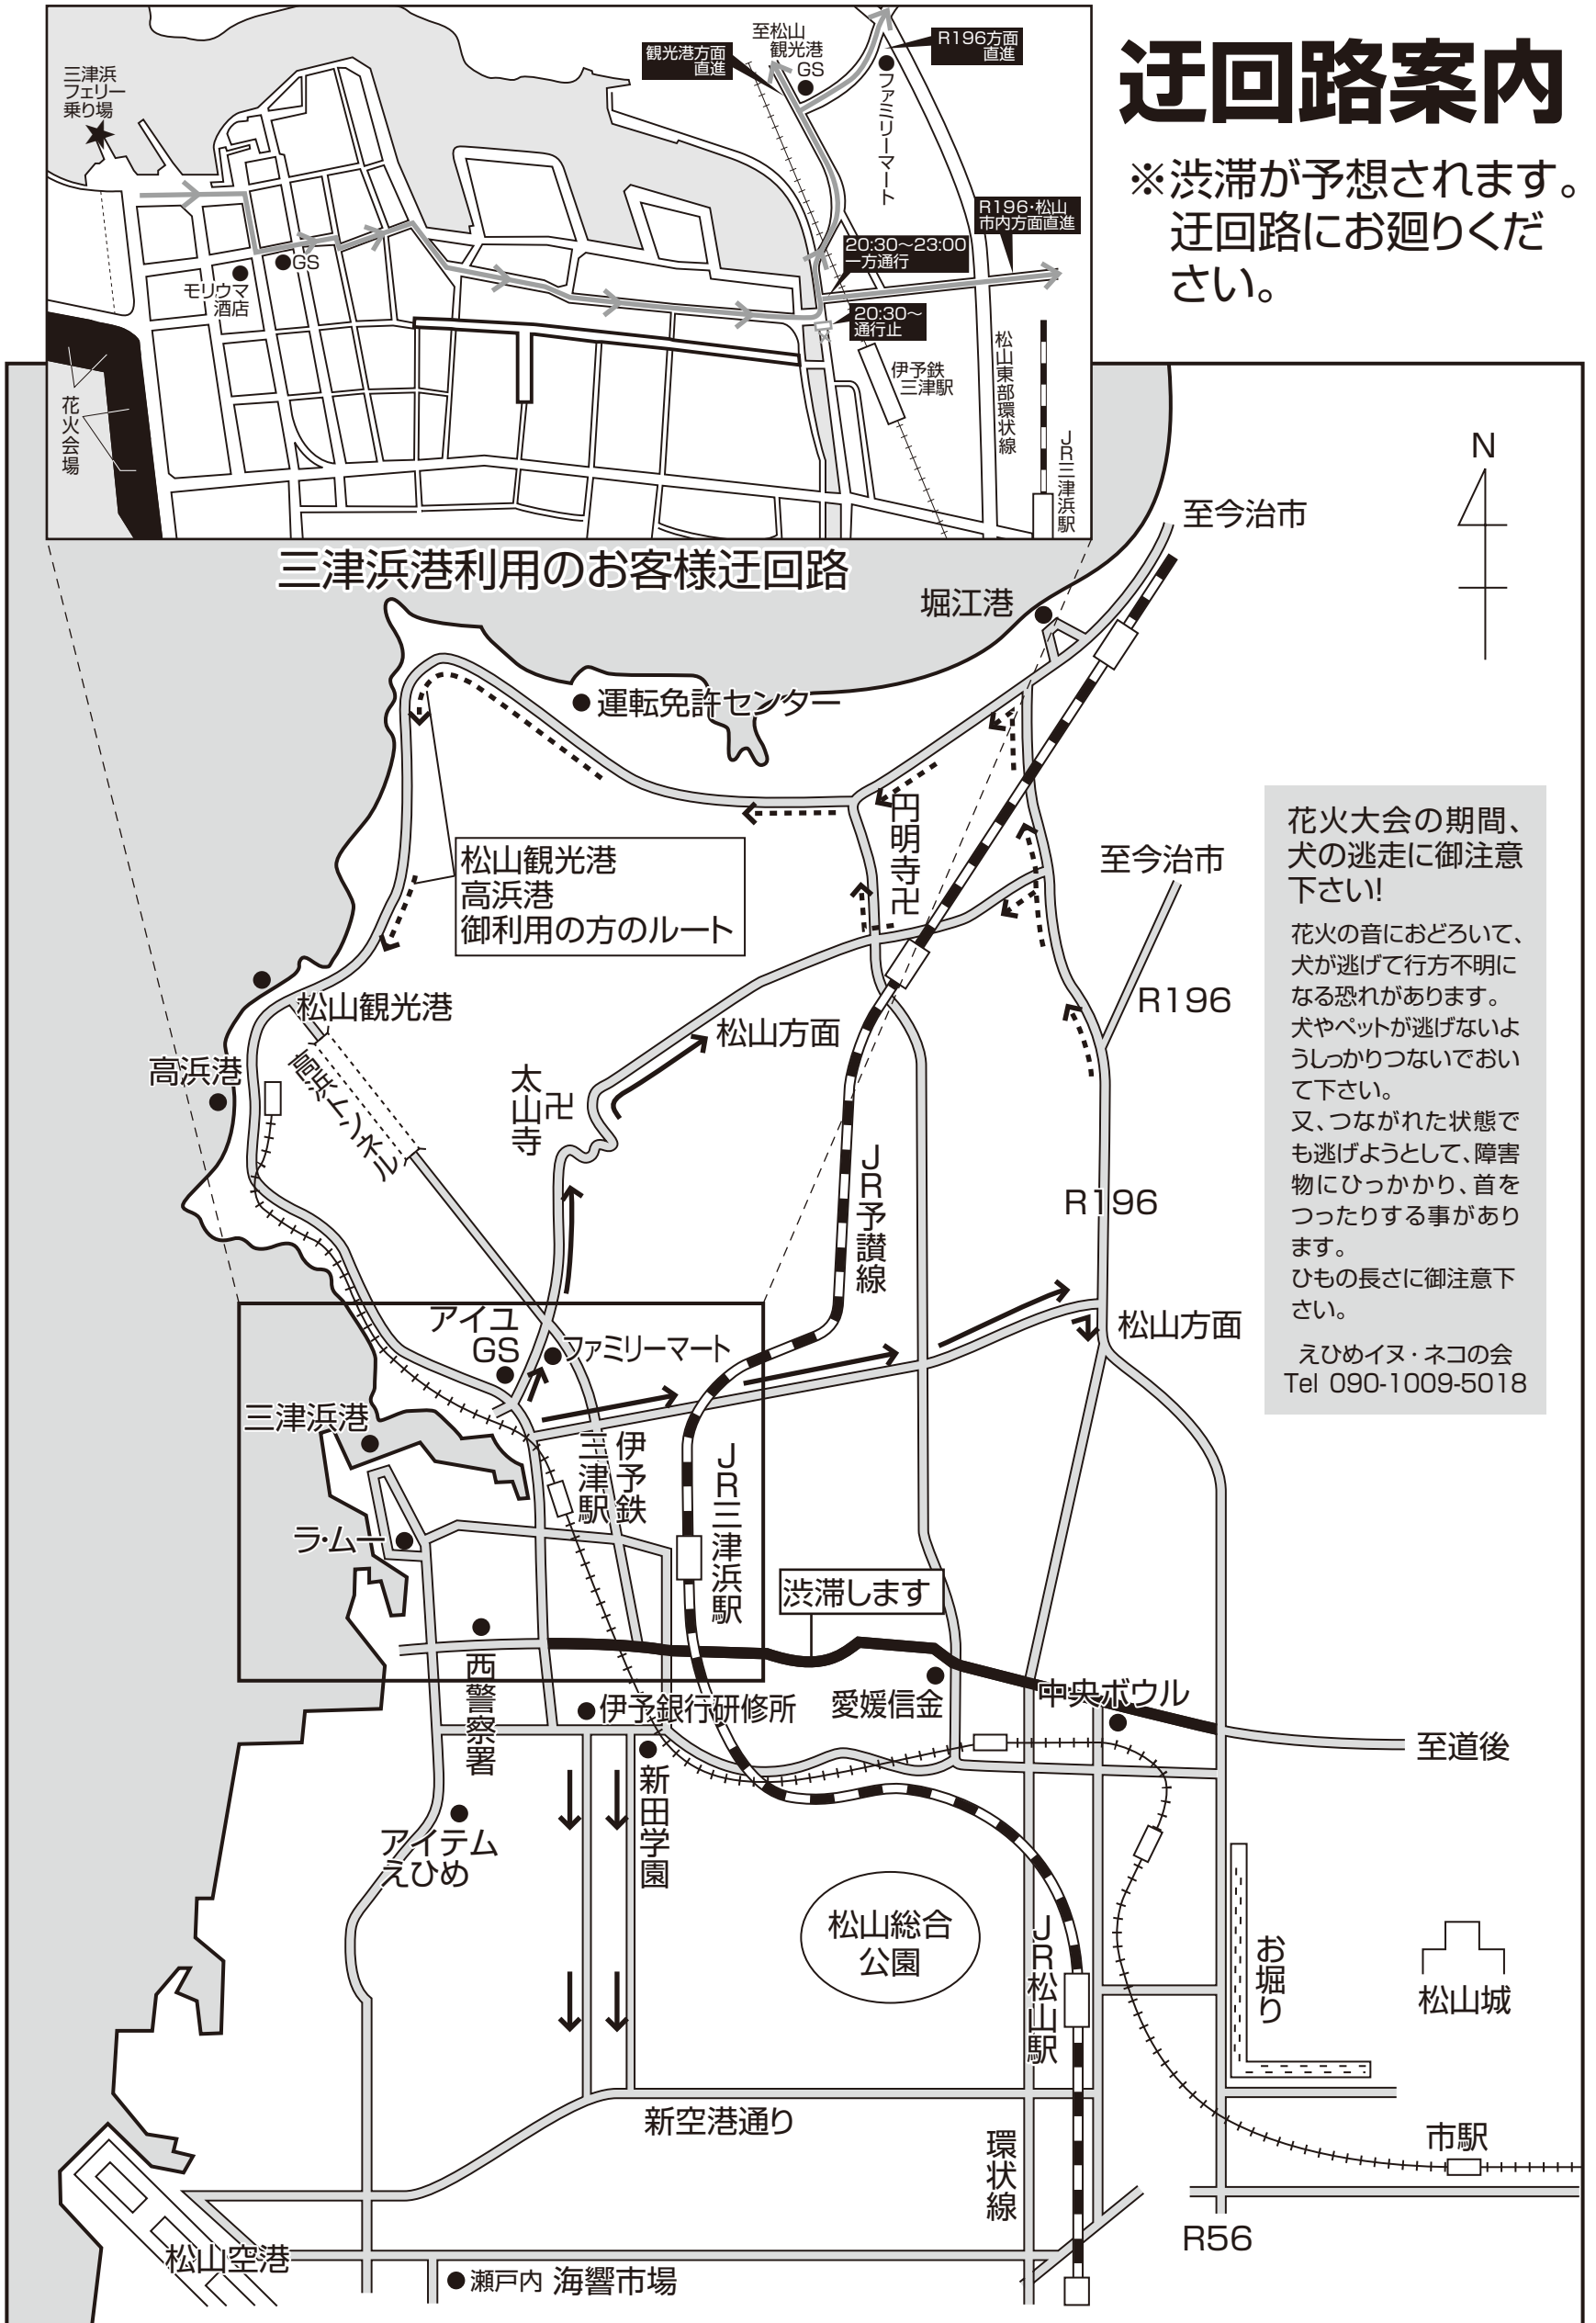 迂回路案内
※渋滞が予想されます。
迂回路にお廻りくだ
さい。
三津浜
フェリー
乗り場
観光港方面
直進
至松山
観光港
GS
R196方面
直進
ファミリーマート
R196・松山
市内方面直進
20:30〜23:00
一方通行
20:30〜
通行止
GS
モリウマ
酒店
伊予鉄
三津駅
松山東部環状線
JR三津浜駅
花火会場
三津浜港利用のお客様迂回路
N
至今治市
堀江港
運転免許センター
円明寺卍
至今治市
松山観光港
高浜港
御利用の方のルート
R196
松山観光港
松山方面
高浜港
高浜トンネル
太山寺
卍
JR予讃線
R196
松山方面
アイユ
GS
ファミリーマート
三津浜港
伊予鉄
三津駅
JR三津浜駅
ラ・ムー
渋滞します
西警察署
伊予銀行研修所
愛媛信金
中央ボウル
至道後
新田学園
アイテム
えひめ
松山総合
公園
JR松山駅
お堀り
松山城
新空港通り
環状線
市駅
R56
松山空港
瀬戸内 海響市場
花火大会の期間、
犬の逃走に御注意
下さい!
花火の音におどろいて、
犬が逃げて行方不明に
なる恐れがあります。
犬やペットが逃げないよ
うしっかりつないでおい
て下さい。
又、つながれた状態で
も逃げようとして、障害
物にひっかかり、首を
つったりする事があり
ます。
ひもの長さに御注意下
さい。
えひめイヌ・ネコの会
Tel 090-1009-5018